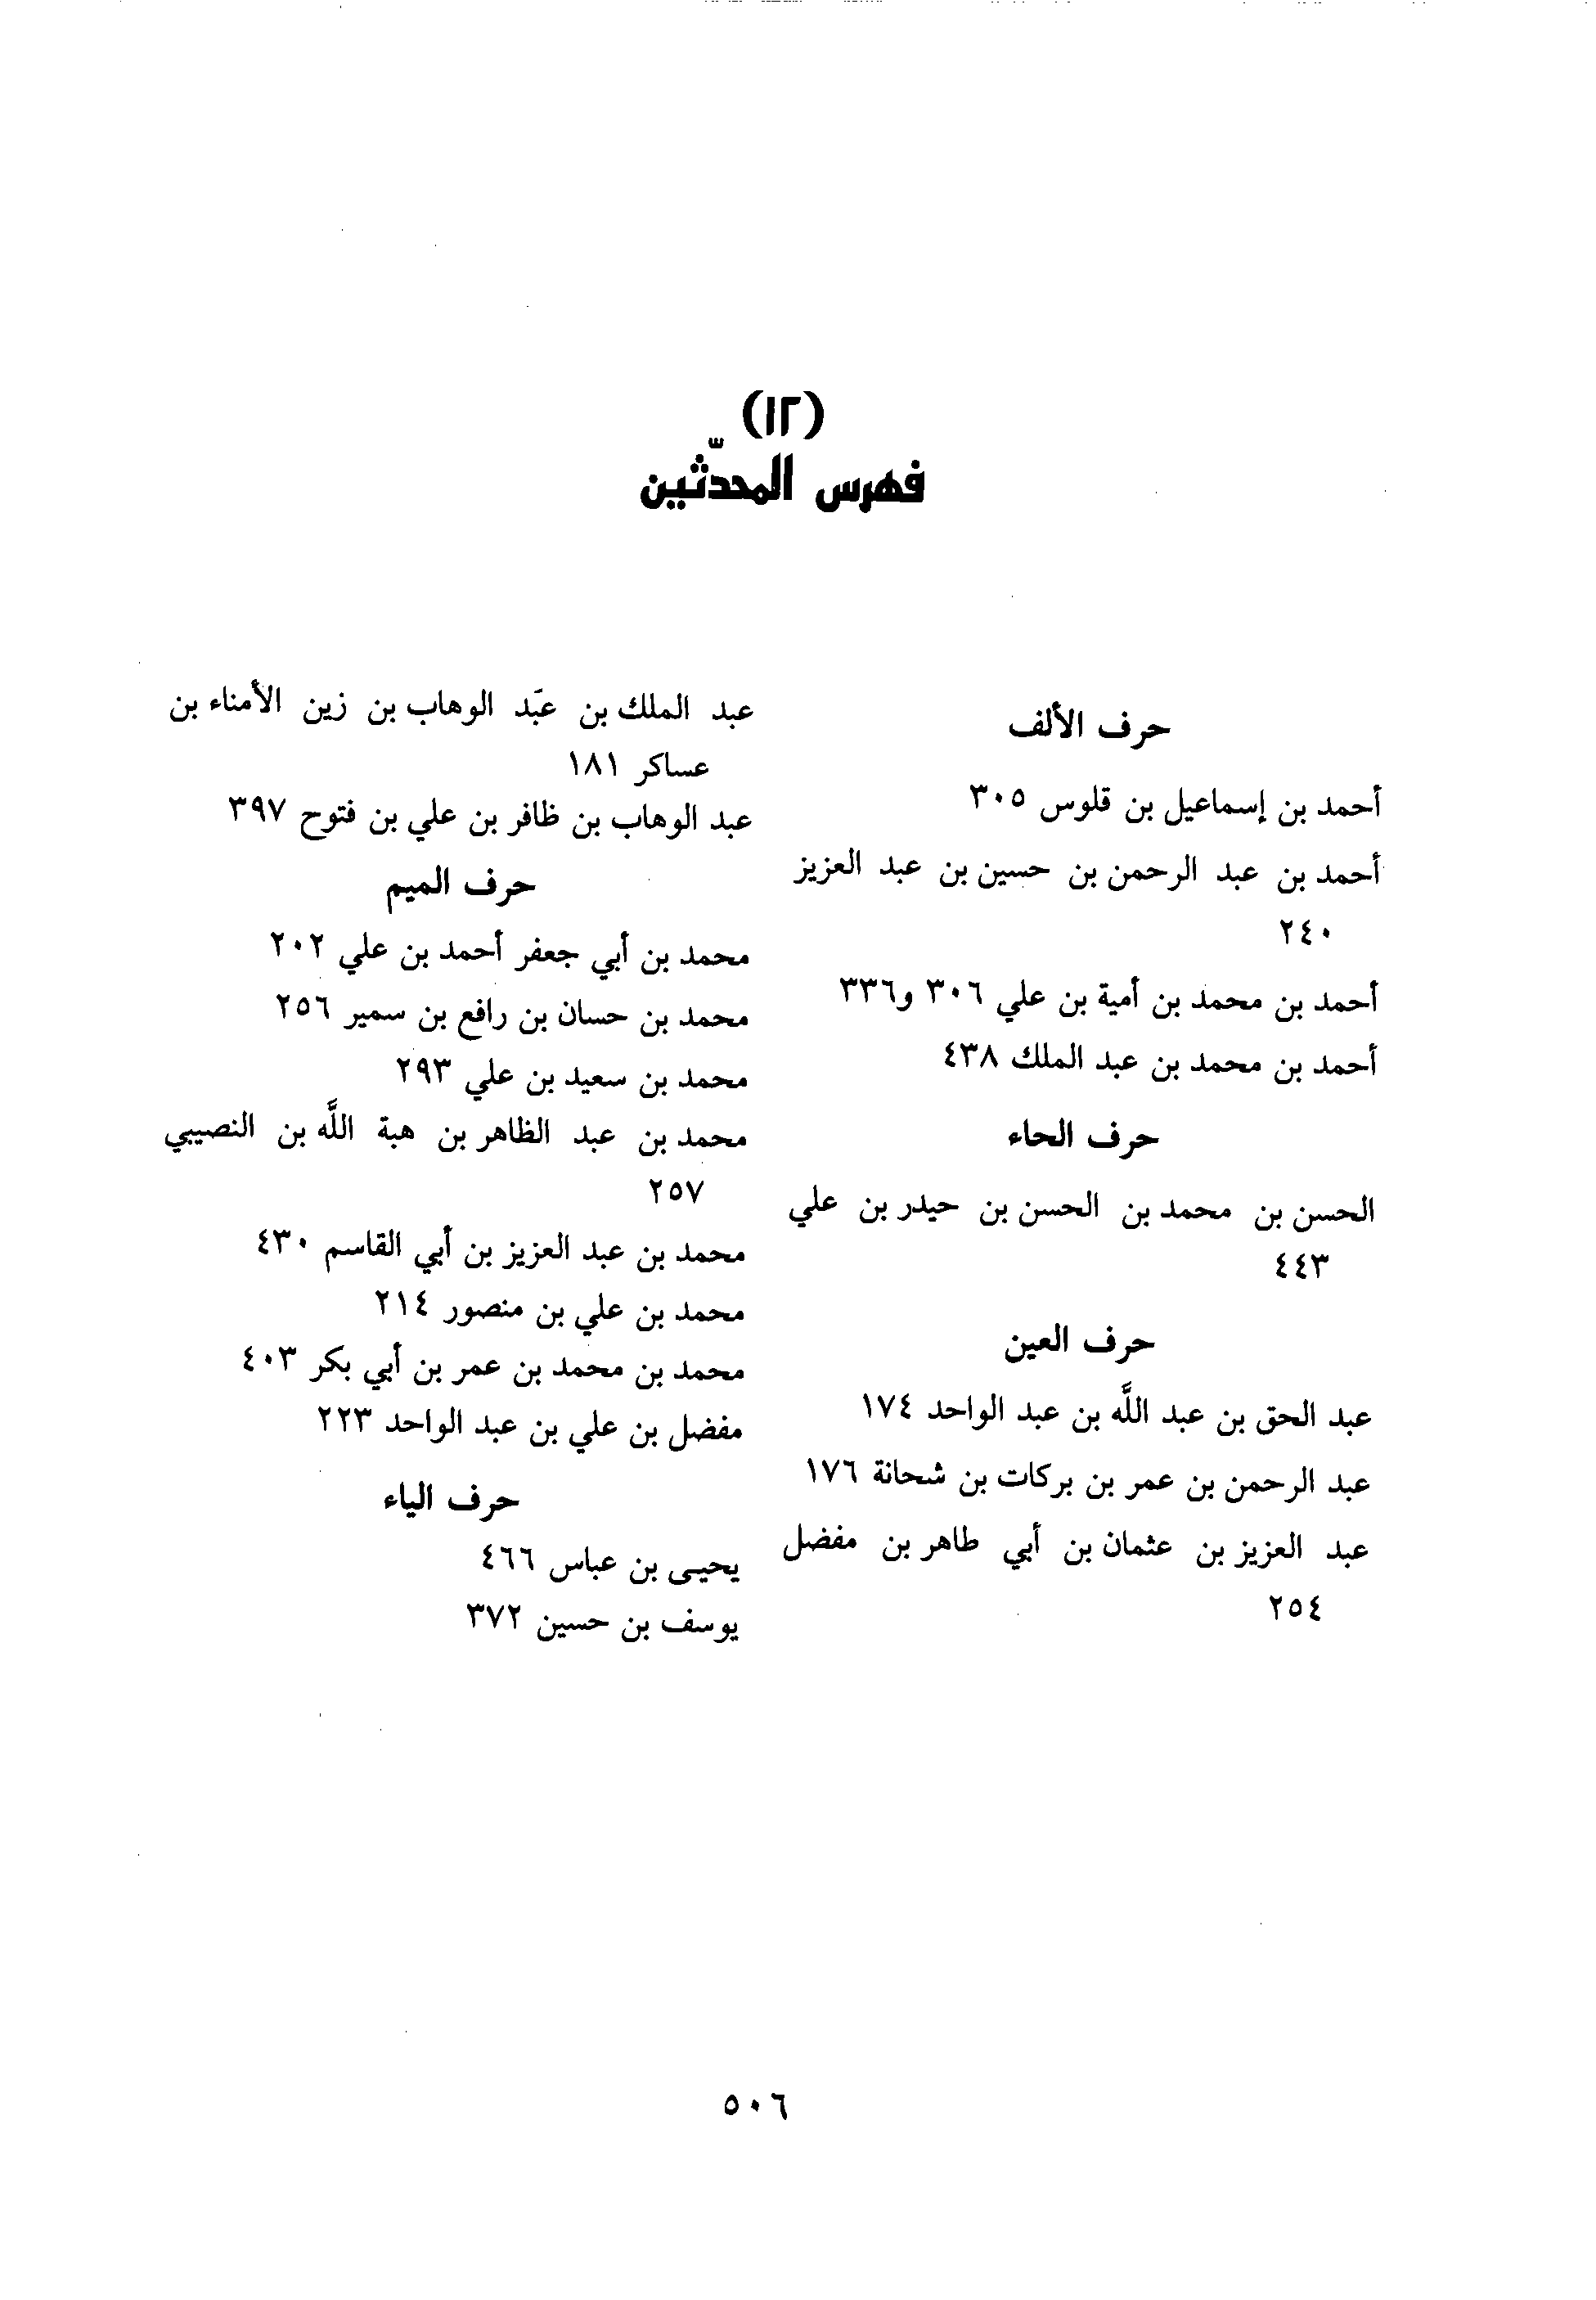 (١٢)
فهرس المحدّثين
حرف الألف
أحمد بن إسماعيل بن قلوس ٣٠٥
أحمد بن عبد الرحمن بن حسين بن عبد العزيز
٢٤٠
أحمد بن محمد بن أمية بن علي ٣٠٦ و٣٣٦
أحمد بن محمد بن عبد الملك ٤٣٨
حرف الحاء
الحسن بن محمد بن الحسن بن حيدر بن علي
٤٤٣
حرف العين
عبد الحق بن عبد اللَّه بن عبد الواحد ١٧٤
عبد الرحمن بن عمر بن بركات بن شحانة ١٧٦
عبد العزيز بن عثمان بن أبي طاهر بن مفضل
٢٥٤
عبد الملك بن عبد الوهاب بن زين الأمناء بن
عساكر ١٨١
عبد الوهاب بن ظافر بن علي بن فتوح ٣٩٧
حرف الميم
محمد بن أبي جعفر أحمد بن علي ٢٠٢
محمد بن حسان بن رافع بن سمير ٢٥٦
محمد بن سعيد بن علي ٢٩٣
محمد بن عبد الظاهر بن هبة اللَّه بن النصيبي
٢٥٧
محمد بن عبد العزيز بن أبي القاسم ٤٣٠
محمد بن علي بن منصور ٢١٤
محمد بن محمد بن عمر بن أبي بكر ٤٠٣
مفضل بن علي بن عبد الواحد ٢٢٣
حرف الياء
يحيى بن عباس ٤٦٦
يوسف بن حسين ٣٧٢
٥٠٦